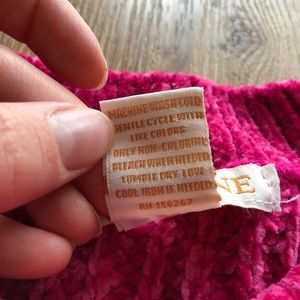 MACHINE WASH COLD
GENTLE CYCLE WITH
LIKE COLORS
ONLY NON-CHLORINE
BLEACH WHEN NEEDED
TUMBLE DRY LOW
COOL IRON IF NEEDED
RN 156267
NE